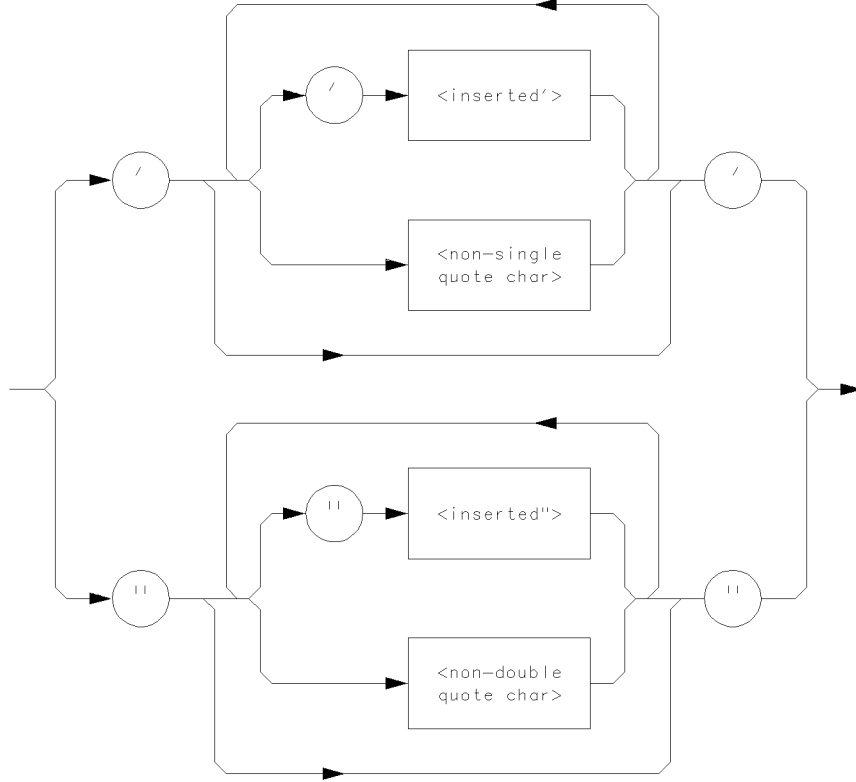 '
<inserted'>
'
'
<non-single
quote char>
"
<inserted">
"
"
<non-double
quote char>